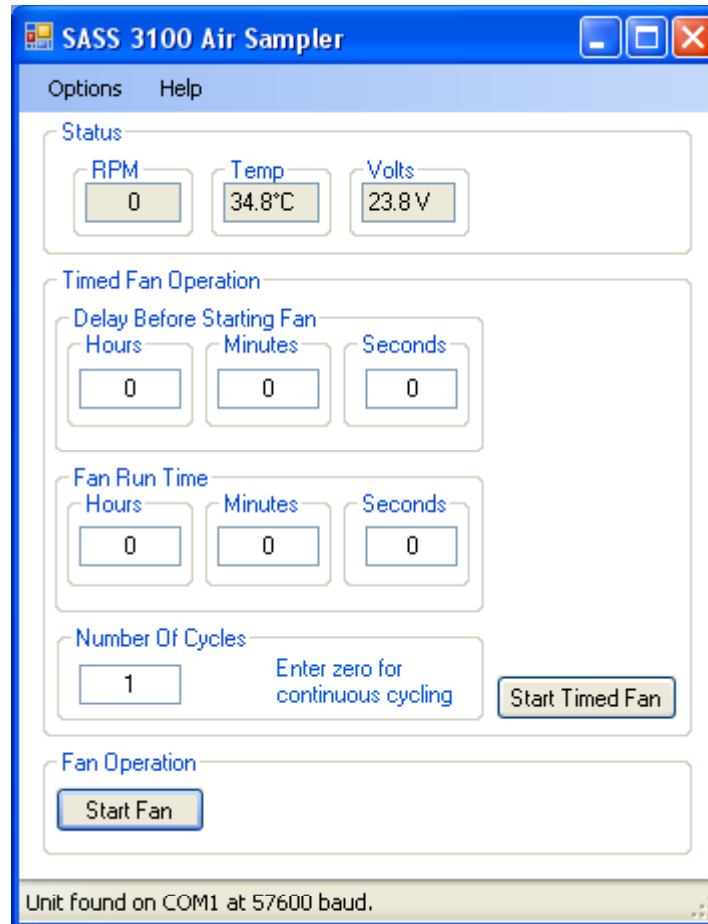 SASS 3100 Air Sampler
Options Help
Status
RPM Temp Volts
0 34.8°C 23.8 V
Timed Fan Operation
Delay Before Starting Fan
Hours Minutes Seconds
0 0 0
Fan Run Time
Hours Minutes Seconds
0 0 0
Number Of Cycles
1
Enter zero for
continuous cycling
Start Timed Fan
Fan Operation
Start Fan
Unit found on COM1 at 57600 baud.